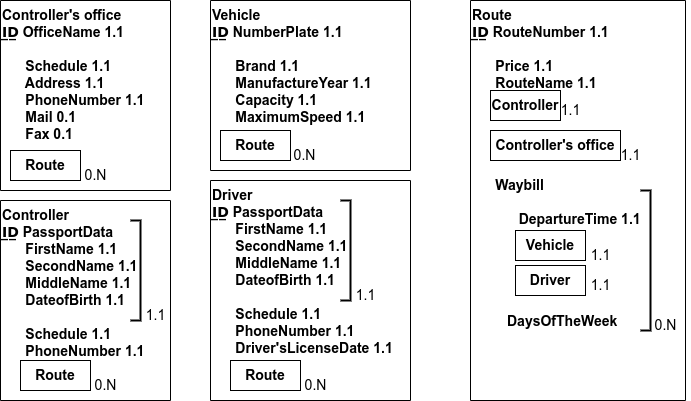 Controller's office
ID OfficeName 1.1
Schedule 1.1
Address 1.1
PhoneNumber 1.1
Mail 0.1
Fax 0.1
Route
0.N
Vehicle
ID NumberPlate 1.1
Brand 1.1
ManufactureYear 1.1
Capacity 1.1
MaximumSpeed 1.1
Route
0.N
Route
ID RouteNumber 1.1
Price 1.1
RouteName 1.1
Controller
1.1
Controller's office
1.1
Waybill
DepartureTime 1.1
Vehicle
1.1
Driver
1.1
DaysOfTheWeek
0.N
Controller
ID PassportData
FirstName 1.1
SecondName 1.1
MiddleName 1.1
DateofBirth 1.1
1.1
Schedule 1.1
PhoneNumber 1.1
Route
0.N
Driver
ID PassportData
FirstName 1.1
SecondName 1.1
MiddleName 1.1
DateofBirth 1.1
1.1
Schedule 1.1
PhoneNumber 1.1
Driver'sLicenseDate 1.1
Route
0.N